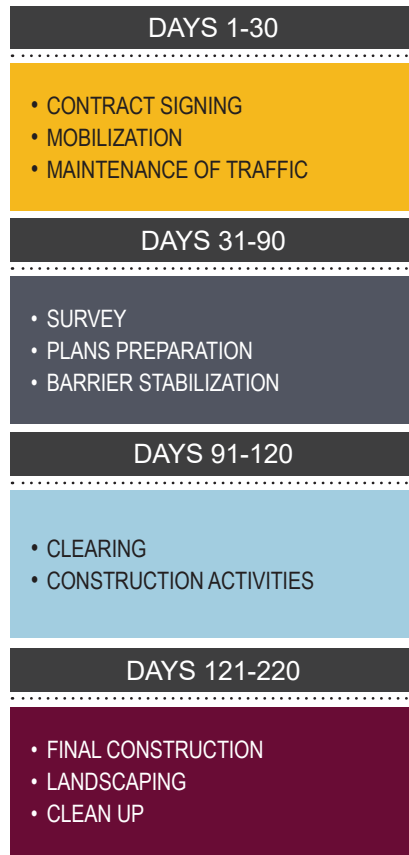 DAYS 1-30
• CONTRACT SIGNING
• MOBILIZATION
• MAINTENANCE OF TRAFFIC
DAYS 31-90
• SURVEY
• PLANS PREPARATION
• BARRIER STABILIZATION
DAYS 91-120
• CLEARING
• CONSTRUCTION ACTIVITIES
DAYS 121-220
• FINAL CONSTRUCTION
• LANDSCAPING
• CLEAN UP